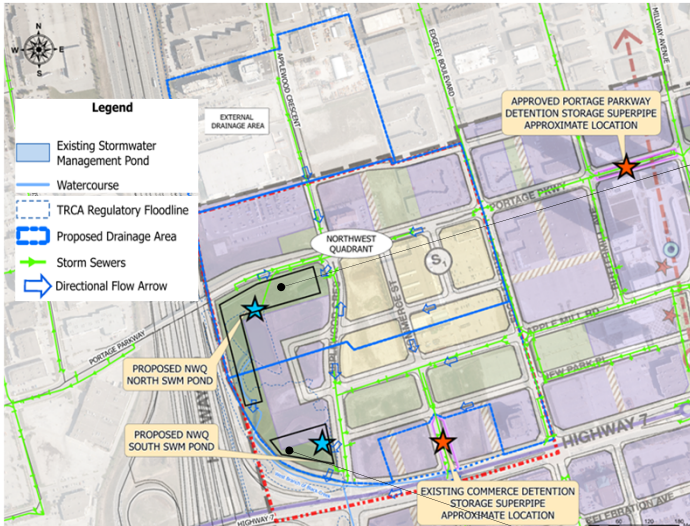 N
W
E
S
Legend
Existing Stormwater
Management Pond
Watercourse
TRCA Regulatory Floodline
Proposed Drainage Area
Storm Sewers
Directional Flow Arrow
EXTERNAL
DRAINAGE AREA
APPLEWOOD CRESCENT
EDGELEY BOULEVARD
MILLWAY AVENUE
APPROVED PORTAGE PARKWAY
DETENTION STORAGE SUPERPIPE
APPROXIMATE LOCATION
PORTAGE PKWY
NORTHWEST
QUADRANT
S
APPLE MILL RD
NEW PARK PL
PORTAGE PARKWAY
PROPOSED NWQ
NORTH SWM POND
PROPOSED NWQ
SOUTH SWM POND
HIGHWAY 7
HIGHWAY 7
EXISTING COMMERCE DETENTION
STORAGE SUPERPIPE
APPROXIMATE LOCATION
CELEBRATION AVE